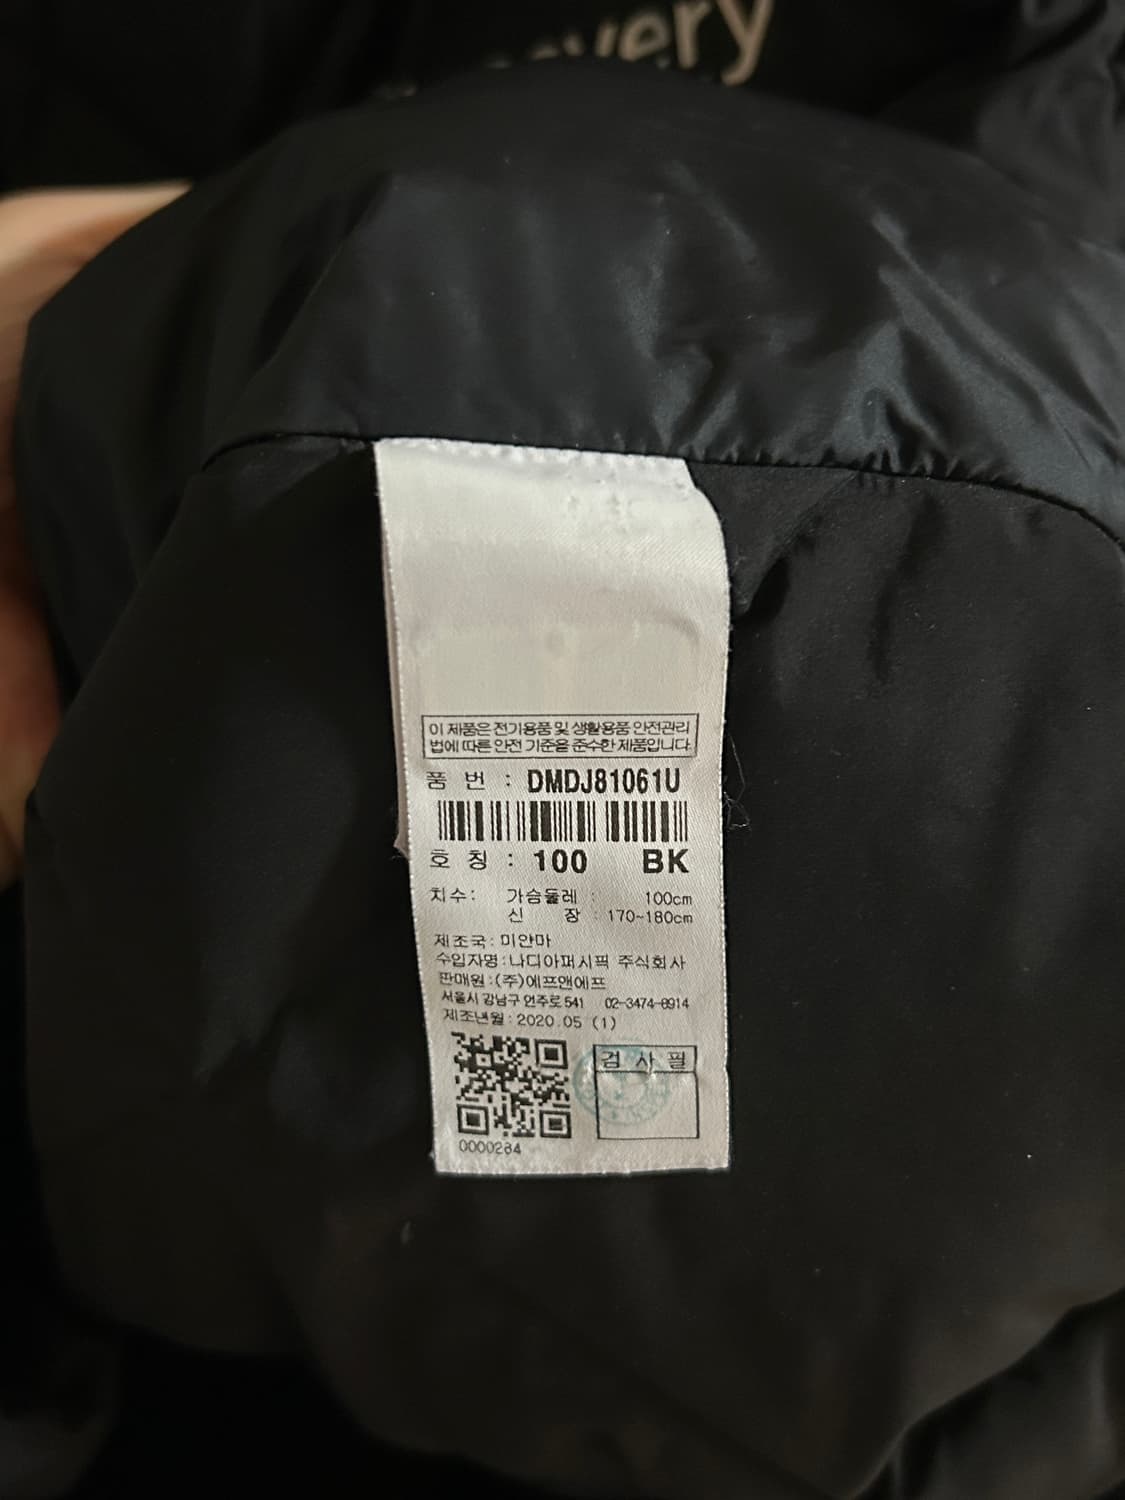 이 제품은 전기용품 및 생활용품 안전관리
법에 따른 안전 기준을 준수한 제품입니다.
품 번 : DMDJ81061U
호 칭 : 100 BK
치수: 가슴둘레 : 100cm
신 장 : 170~180cm
제조국: 미얀마
수입자명:나디아퍼시픽 주식회사
판매원:(주)에프앤에프
서울시 강남구 언주로 541 02-3474-8914
제조년월: 2020.05 (1)
검 사 필
0000284